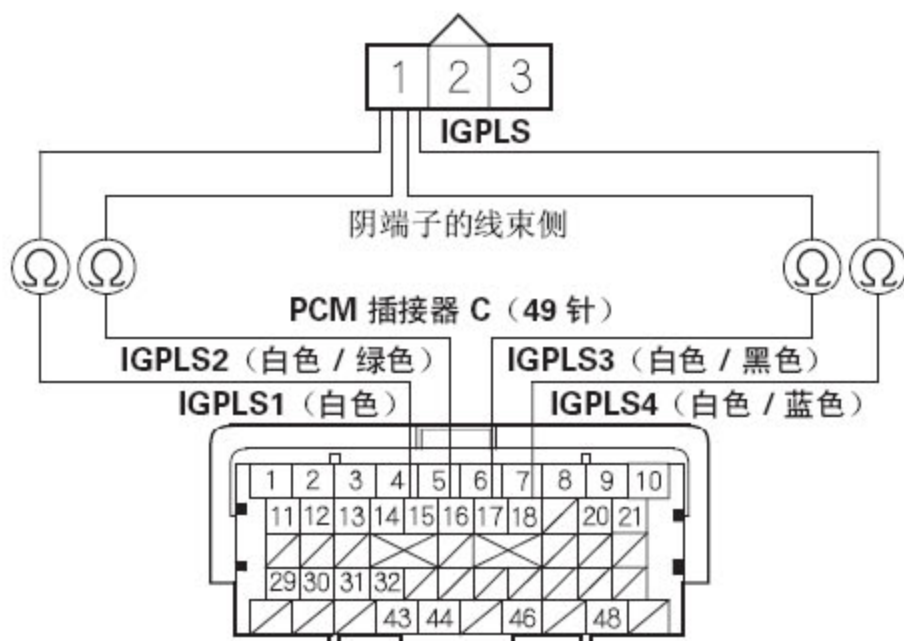 1 2 3
IGPLS
阴端子的线束侧
Ω Ω Ω Ω
PCM 插接器 C（49 针）
IGPLS2（白色 / 绿色） IGPLS3（白色 / 黑色）
IGPLS1（白色） IGPLS4（白色 / 蓝色）
1 2 3 4 5 6 7 8 9 10
11 12 13 14 15 16 17 18 20 21
29 30 31 32
43 44 46 48